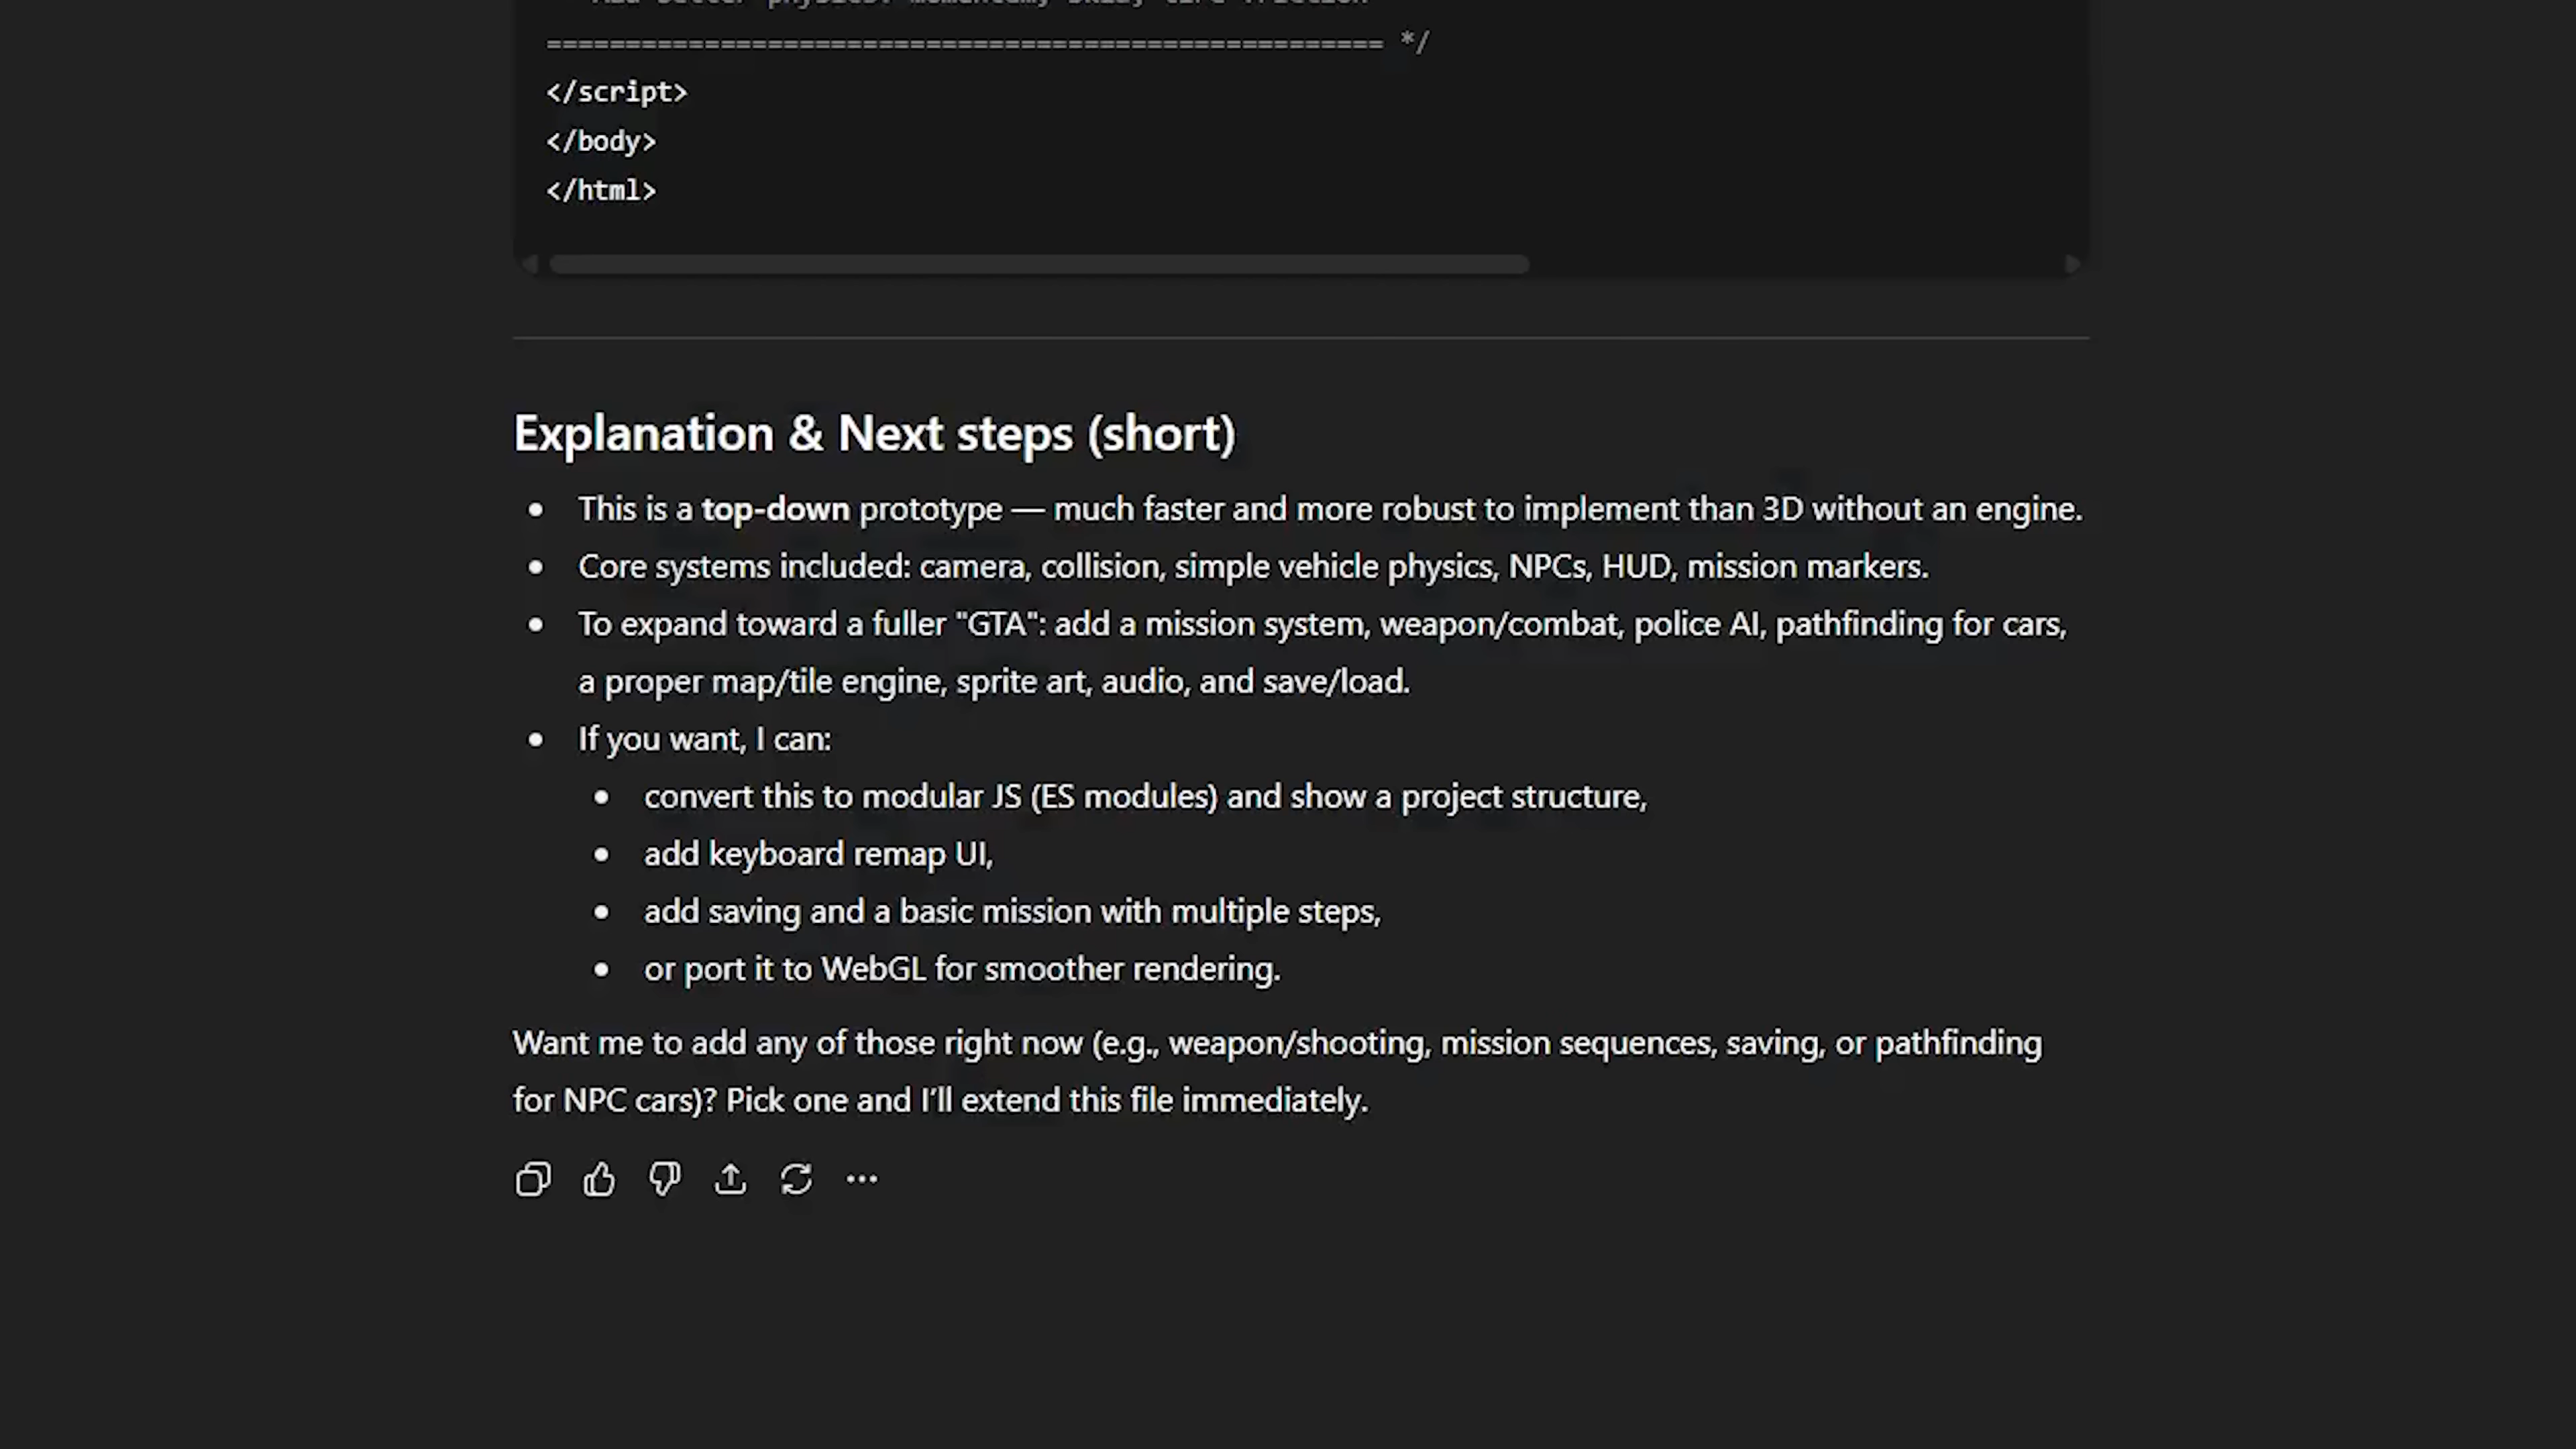 ===================================================== */
</script>
</body>
</html>
Explanation & Next steps (short)
• This is a top-down prototype — much faster and more robust to implement than 3D without an engine.
• Core systems included: camera, collision, simple vehicle physics, NPCs, HUD, mission markers.
• To expand toward a fuller "GTA": add a mission system, weapon/combat, police AI, pathfinding for cars,
a proper map/tile engine, sprite art, audio, and save/load.
• If you want, I can:
• convert this to modular JS (ES modules) and show a project structure,
• add keyboard remap UI,
• add saving and a basic mission with multiple steps,
• or port it to WebGL for smoother rendering.
Want me to add any of those right now (e.g., weapon/shooting, mission sequences, saving, or pathfinding
for NPC cars)? Pick one and I’ll extend this file immediately.